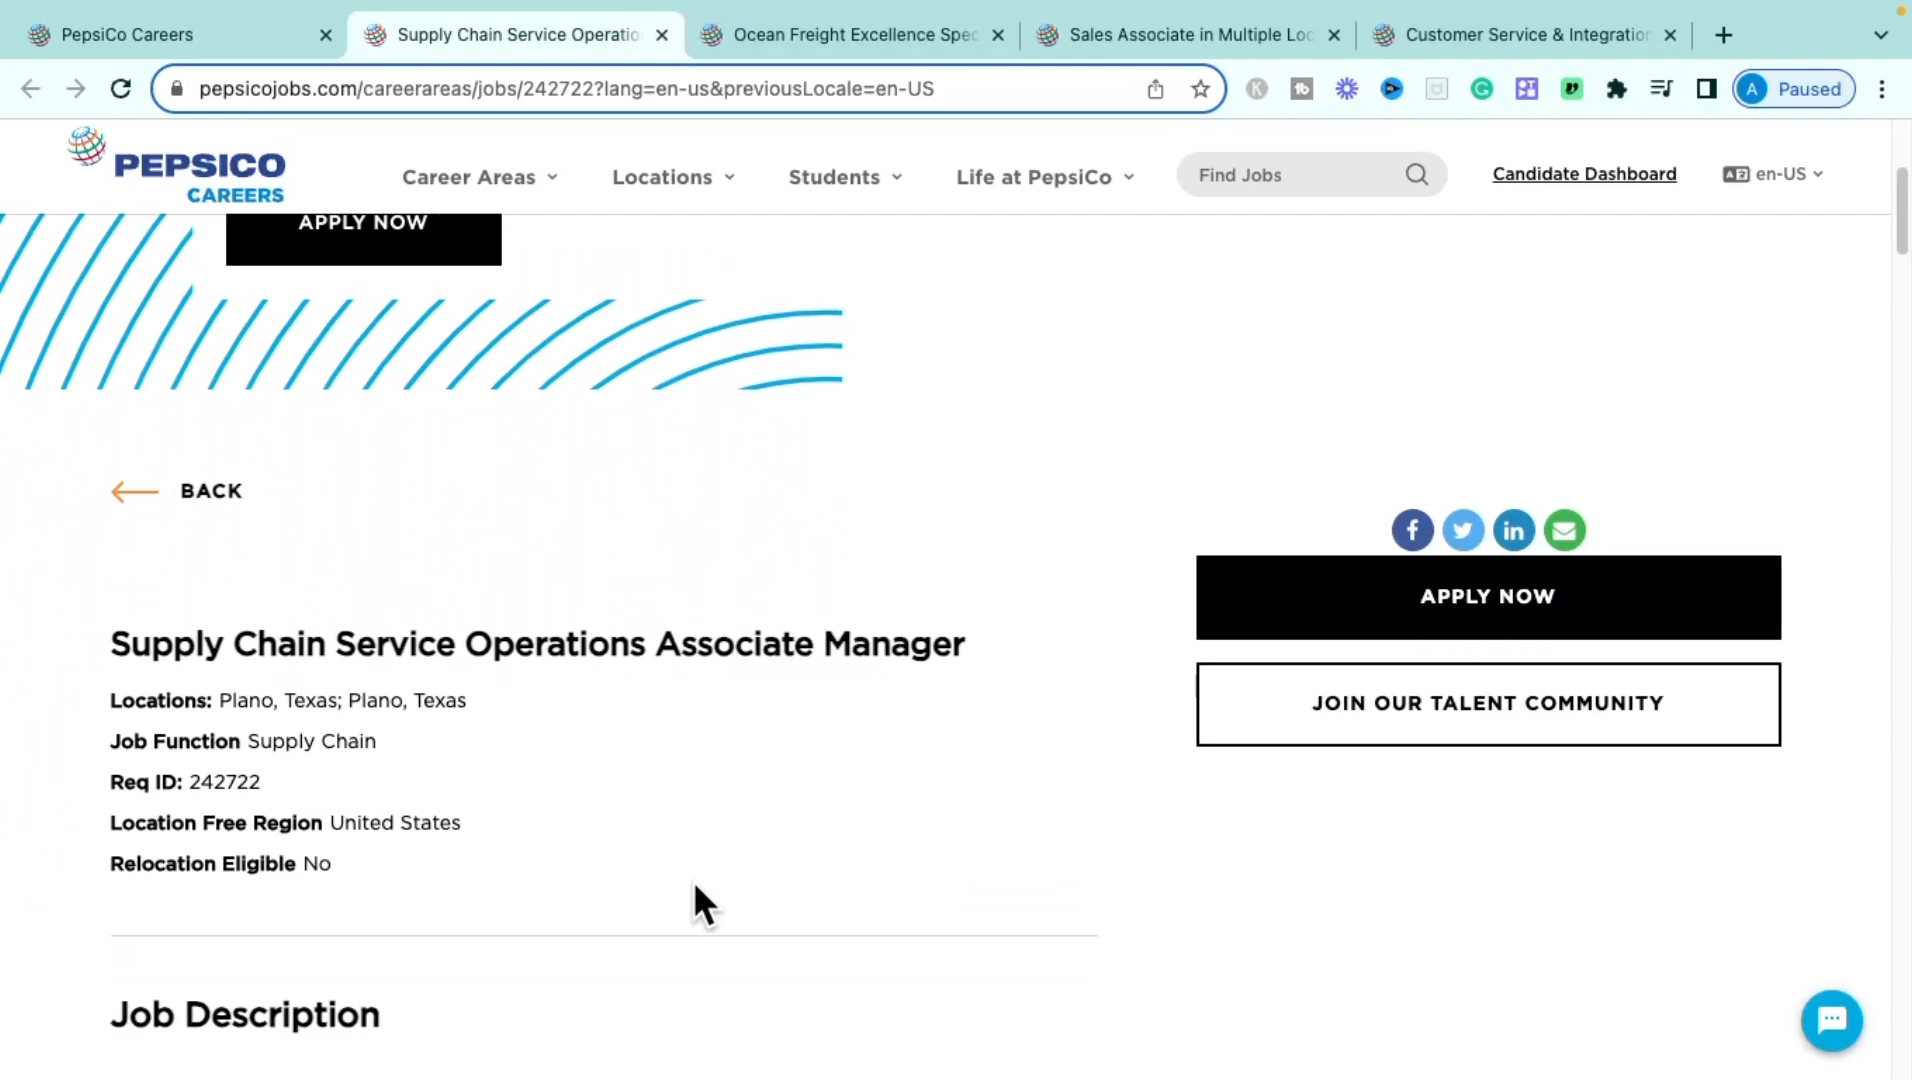 PepsiCo Careers
Supply Chain Service Operatio
Ocean Freight Excellence Spec
Sales Associate in Multiple Loc
Customer Service & Integration
pepsicojobs.com/careerareas/jobs/242722?lang=en-us&previousLocale=en-US
A Paused
PEPSICO
CAREERS
Career Areas
Locations
Students
Life at PepsiCo
Find Jobs
Candidate Dashboard
en-US
APPLY NOW
BACK
APPLY NOW
JOIN OUR TALENT COMMUNITY
Supply Chain Service Operations Associate Manager
Locations: Plano, Texas; Plano, Texas
Job Function Supply Chain
Req ID: 242722
Location Free Region United States
Relocation Eligible No
Job Description